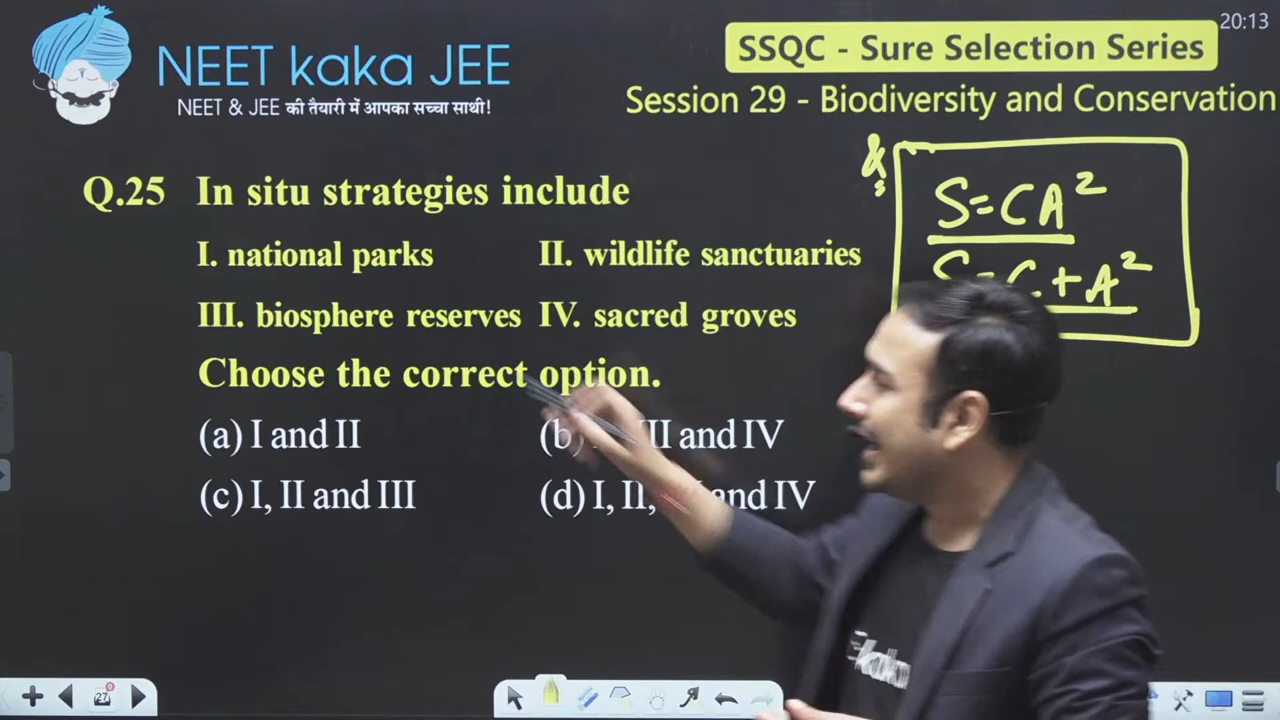 20:13
NEET kaka JEE
NEET & JEE की तैयारी में आपका सच्चा साथी!
SSQC - Sure Selection Series
Session 29 - Biodiversity and Conservation
&
S=CA²
C+A²
Q.25 In situ strategies include
I. national parks II. wildlife sanctuaries
III. biosphere reserves IV. sacred groves
Choose the correct option.
(a) I and II (b) and IV
(c) I, II and III (d) I, II, and IV
27